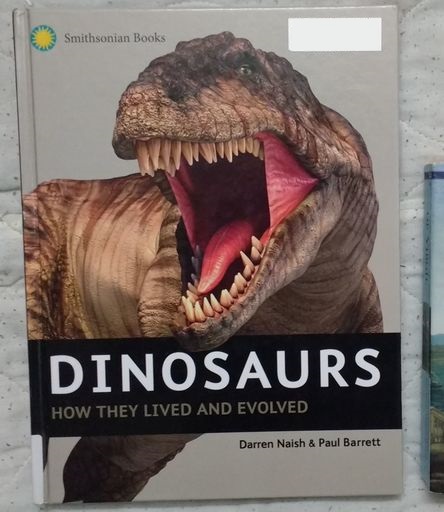 Smithsonian Books
DINOSAURS
HOW THEY LIVED AND EVOLVED
Darren Naish & Paul Barrett